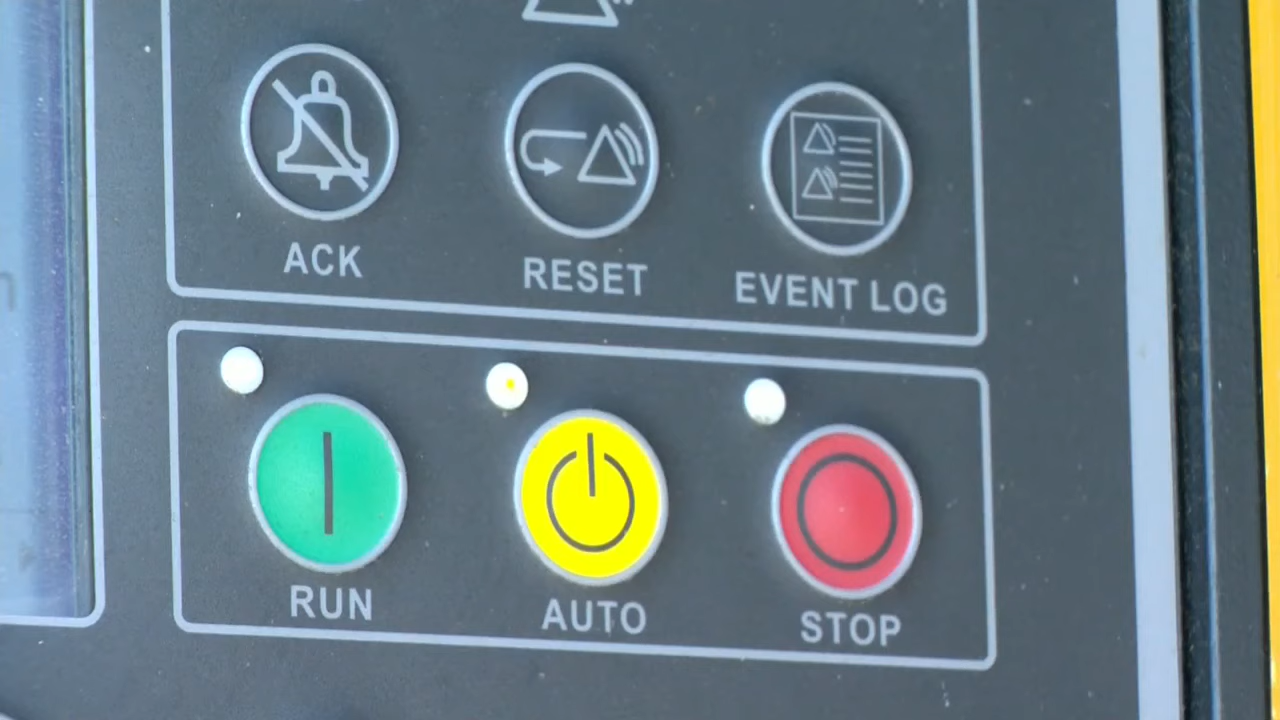 ACK
RESET
EVENT LOG
RUN
AUTO
STOP